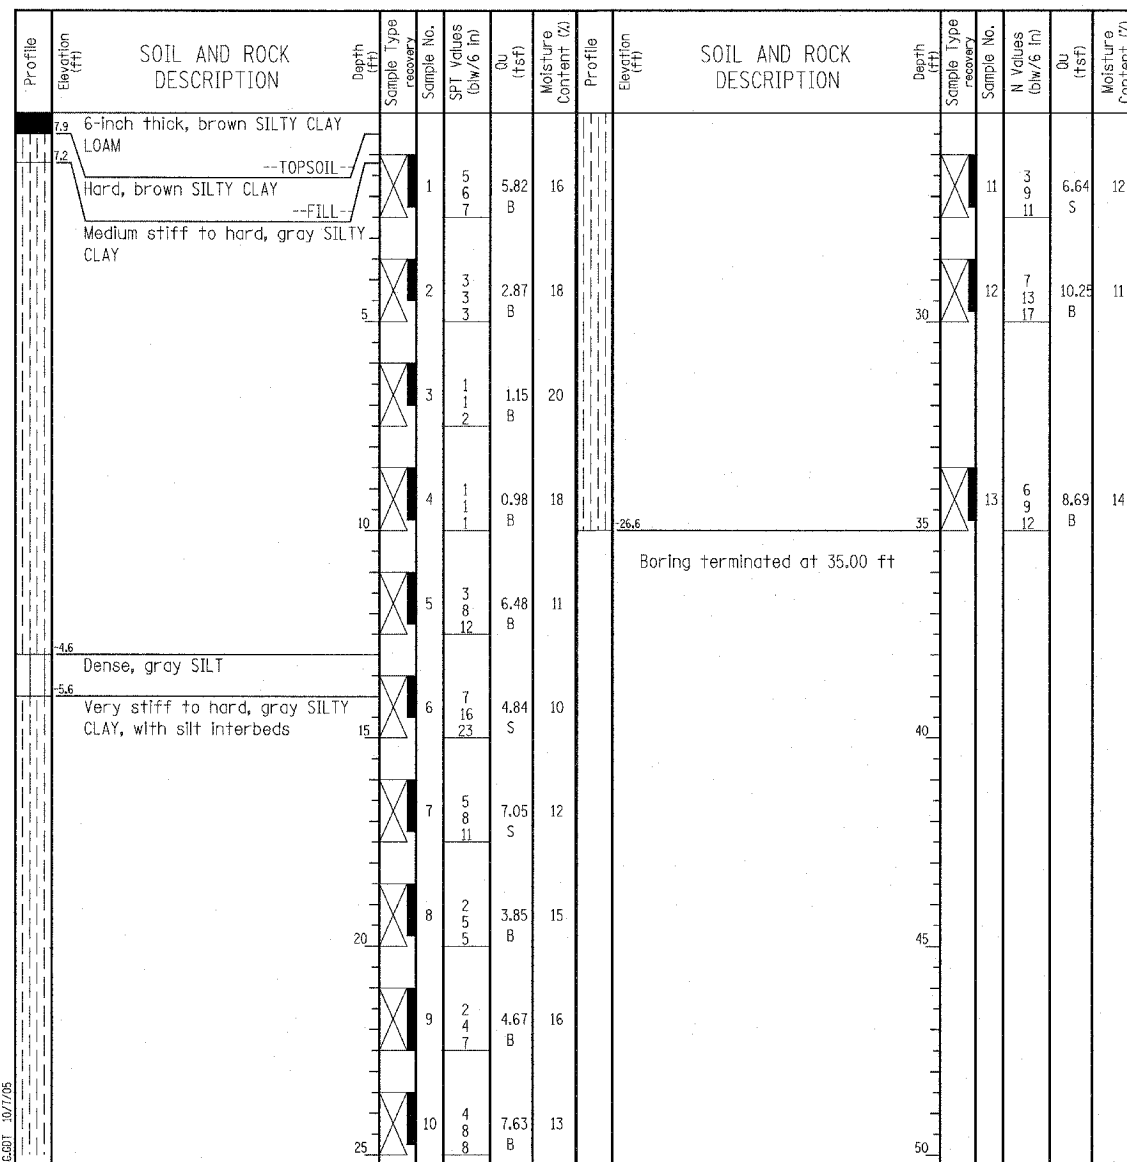 Profile
Elevation (ft)
SOIL AND ROCK
DESCRIPTION
Depth (ft)
Sample Type
recovery
Sample No.
SPT Values (blw/6 in)
Qu (tsf)
Moisture Content (%)
Profile
Elevation (ft)
SOIL AND ROCK
DESCRIPTION
Depth (ft)
Sample Type
recovery
Sample No.
N Values (blw/6 in)
Qu (tsf)
Moisture Content (%)
7.9 6-inch thick, brown SILTY CLAY
LOAM
7.2
--TOPSOIL--
Hard, brown SILTY CLAY
--FILL--
Medium stiff to hard, gray SILTY
CLAY
1 5 6 7 5.82 B 16
2 3 3 3 2.87 B 18
5
3 1 1 2 1.15 B 20
4 1 1 1 0.98 B 18
10
5 3 8 12 6.48 B 11
-4.6
Dense, gray SILT
-5.6
Very stiff to hard, gray SILTY
CLAY, with silt interbeds
6 7 16 23 4.84 S 10
15
7 5 8 11 7.05 S 12
8 2 5 5 3.85 B 15
20
9 2 4 7 4.67 B 16
10 4 8 8 7.63 B 13
25
11 3 9 11 6.64 S 12
12 7 13 17 10.25 B 11
30
13 6 9 12 8.69 B 14
-26.6
35
Boring terminated at 35.00 ft
40
45
50
G.GDT 10/7/05